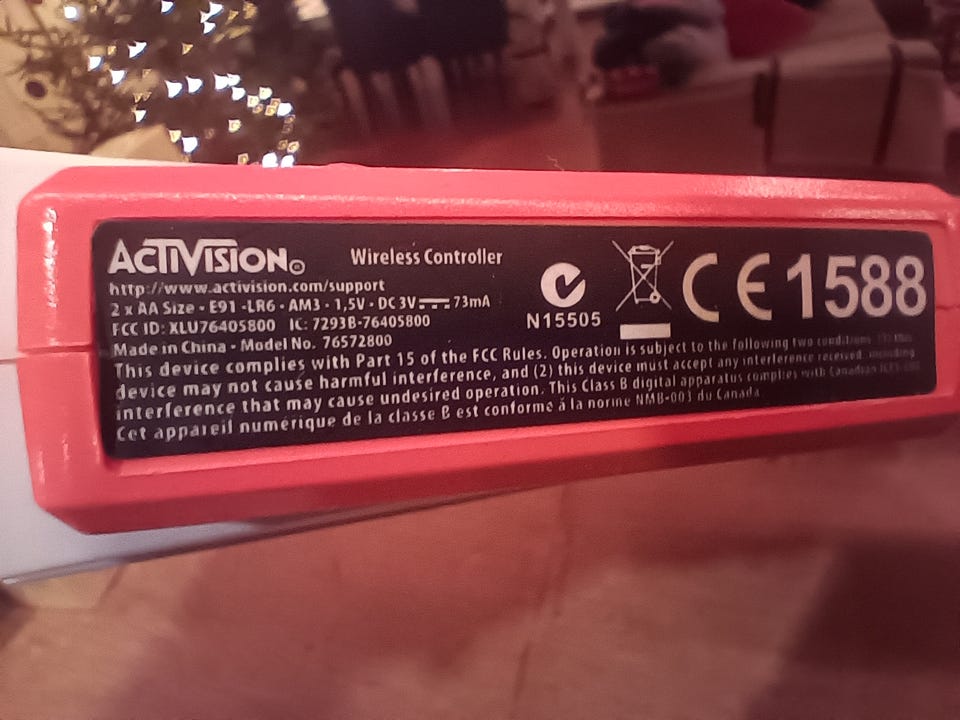 ACTIVISION® Wireless Controller
http://www.activision.com/support
2 x AA Size - E91 -LR6 - AM3 - 1,5V - DC 3V 73mA
FCC ID: XLU76405800 IC: 7293B-76405800
Made in China - Model No. 76572800
N15505
CE1588
This device complies with Part 15 of the FCC Rules. Operation is subject to the following two conditions
device may not cause harmful interference, and (2) this device must accept any interference received, including
interference that may cause undesired operation. This Class B digital apparatus complies with Canadian
Cet appareil numérique de la classe B est conforme à la norme NMB-003 du Canada